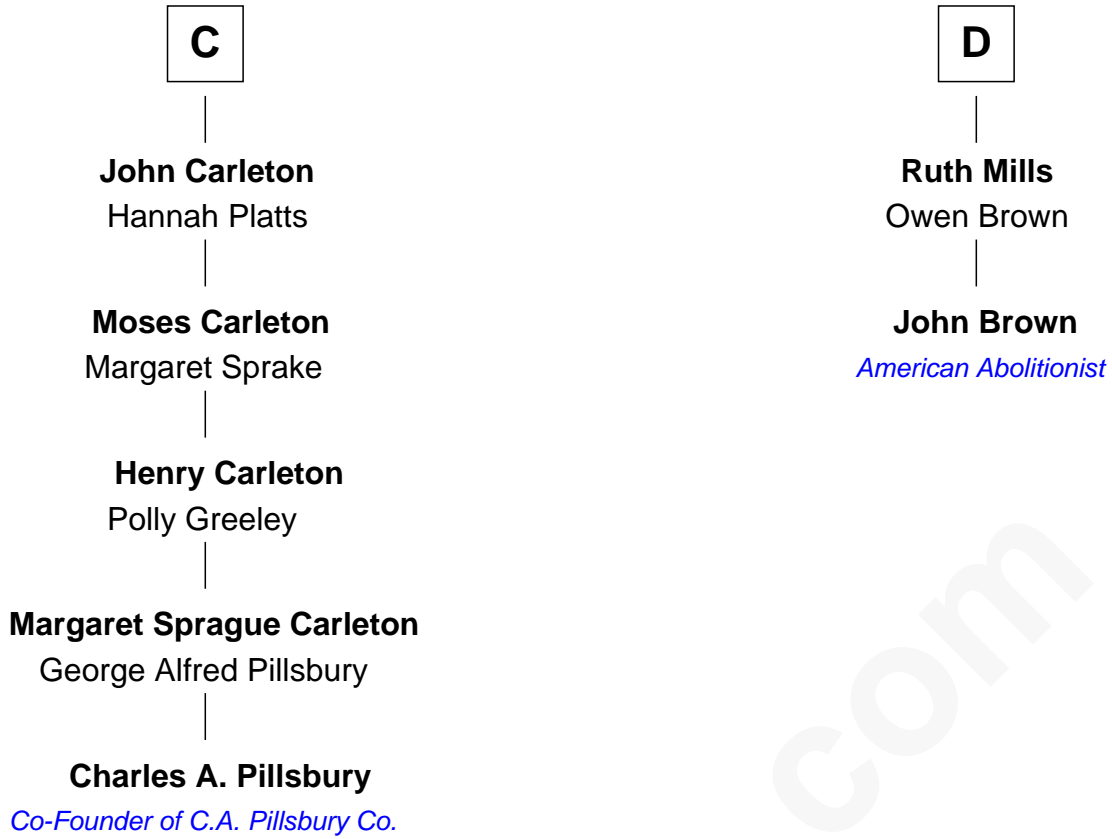 C
John Carleton
Hannah Platts
Moses Carleton
Margaret Sprake
Henry Carleton
Polly Greeley
Margaret Sprague Carleton
George Alfred Pillsbury
Charles A. Pillsbury
Co-Founder of C.A. Pillsbury Co.
D
Ruth Mills
Owen Brown
John Brown
American Abolitionist
com